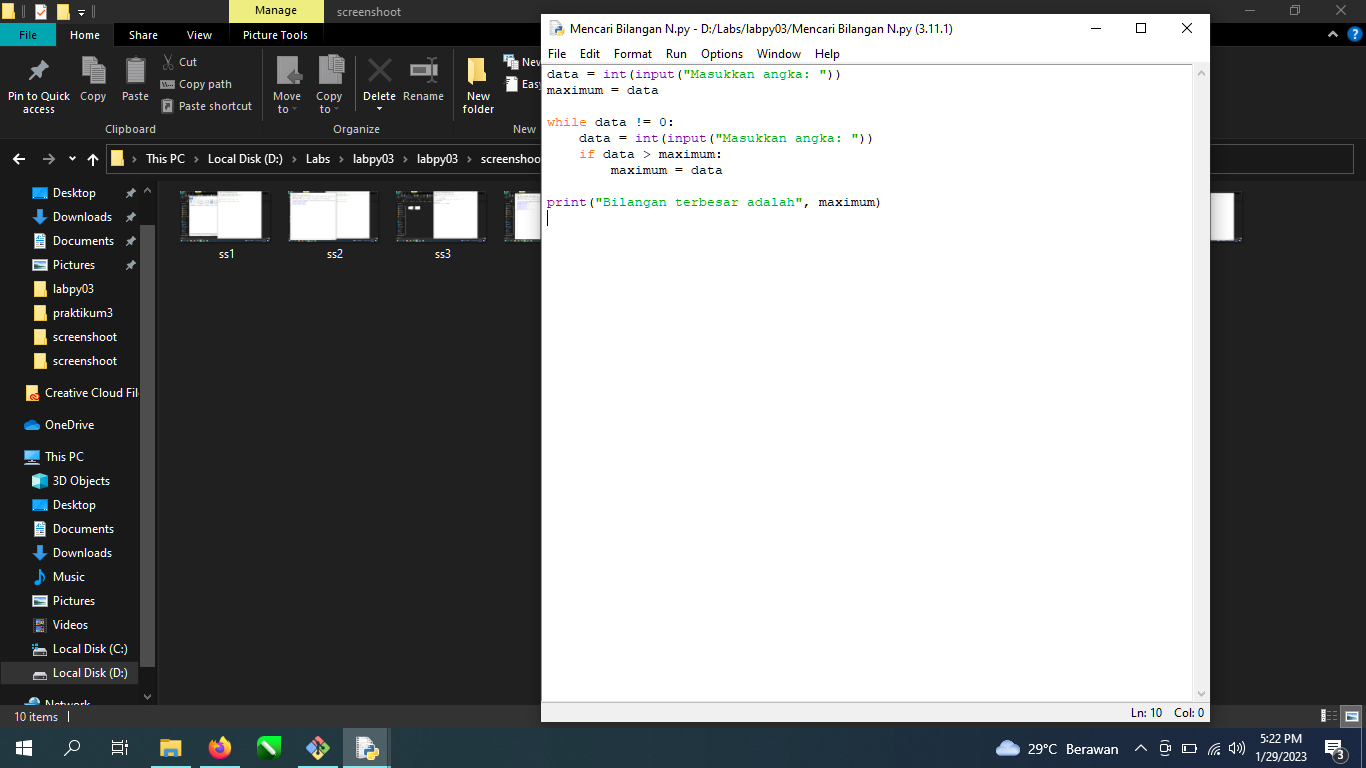 Manage
screenshoot
File
Home
Share
View
Picture Tools
Pin to Quick access
Copy
Paste
Cut
Copy path
Paste shortcut
Clipboard
Move to
Copy to
Delete
Rename
Organize
New folder
New
This PC
Local Disk (D:)
Labs
labpy03
labpy03
Desktop
Downloads
Documents
Pictures
labpy03
praktikum3
screenshoot
screenshoot
Creative Cloud Fil
OneDrive
This PC
3D Objects
Desktop
Documents
Downloads
Music
Pictures
Videos
Local Disk (C:)
Local Disk (D:)
Network
10 items
ss1
ss2
ss3
Mencari Bilangan N.py - D:/Labs/labpy03/Mencari Bilangan N.py (3.11.1)
File Edit Format Run Options Window Help
data = int(input("Masukkan angka: "))
maximum = data
while data != 0:
    data = int(input("Masukkan angka: "))
    if data > maximum:
        maximum = data
print("Bilangan terbesar adalah", maximum)
Ln: 10 Col: 0
29°C Berawan
5:22 PM
1/29/2023
3